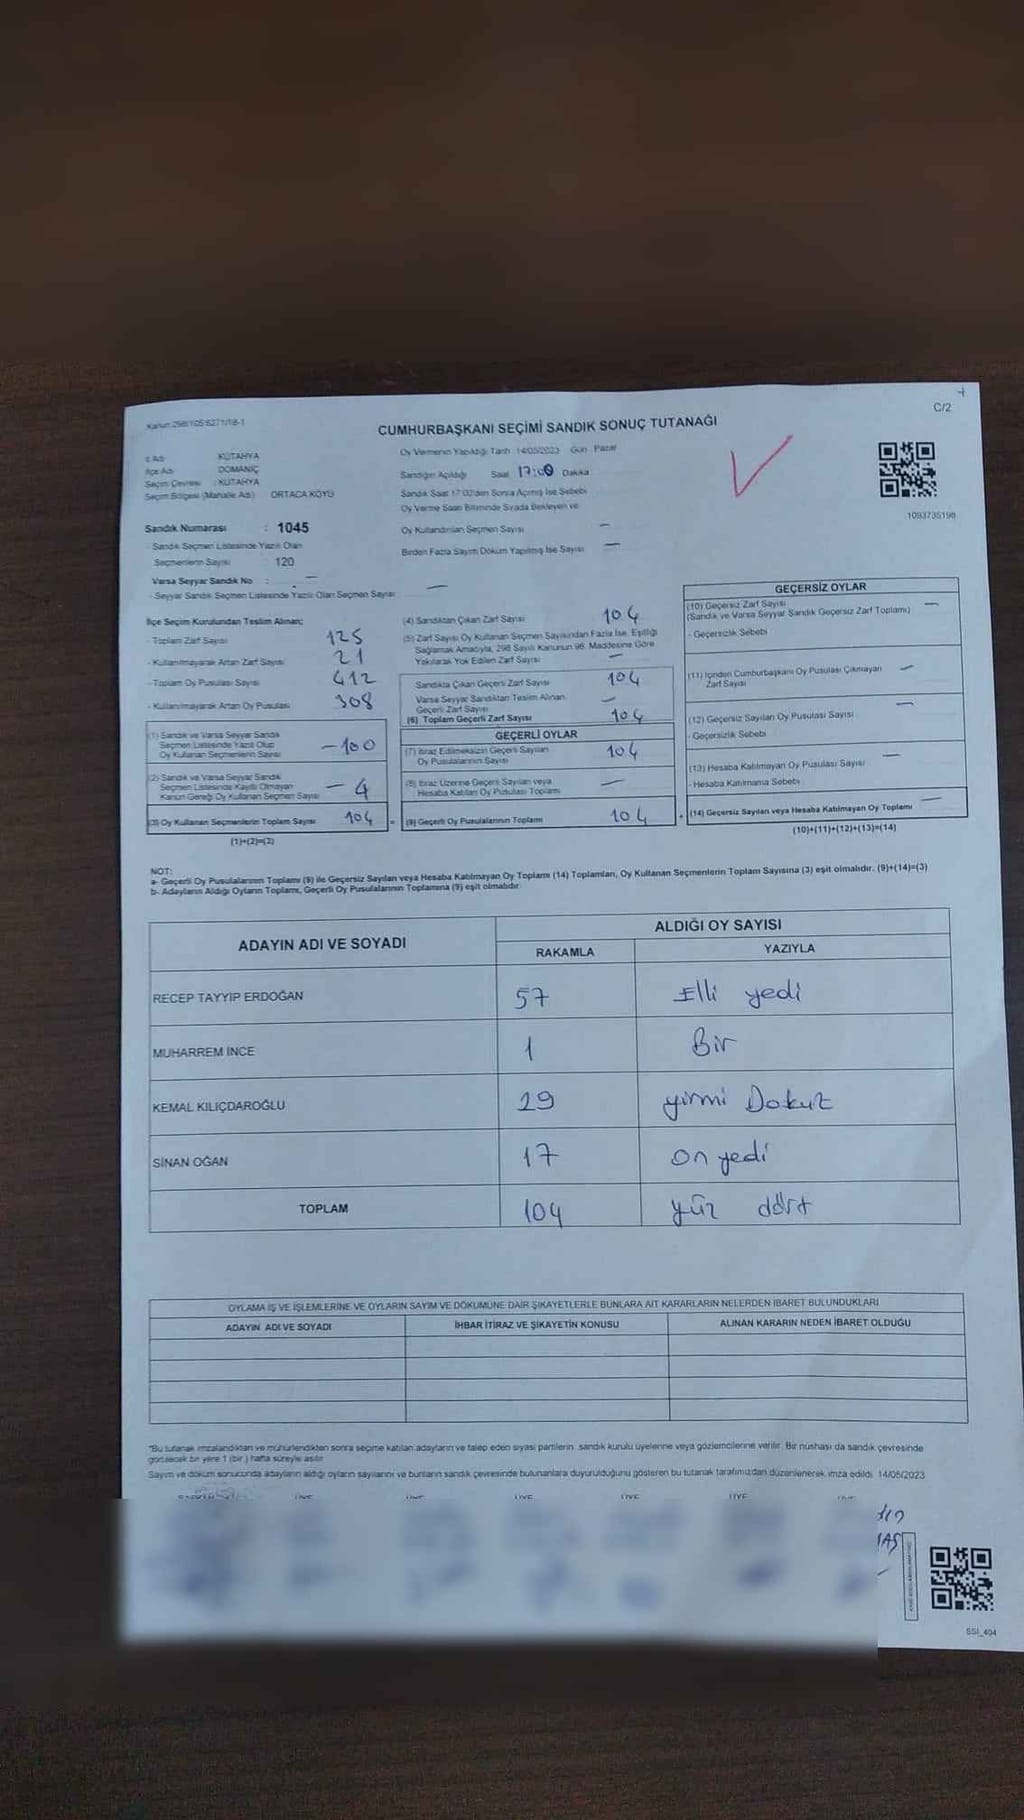 Kanun:298/105:6271/18-1
C/2
CUMHURBAŞKANI SEÇİMİ SANDIK SONUÇ TUTANAĞI
İl Adı : KÜTAHYA
İlçe Adı : DOMANİÇ
Seçim Çevresi : KÜTAHYA
Seçim Bölgesi (Mahalle Adı) ORTACA KÖYÜ
Sandık Numarası : 1045
- Sandık Seçmen Listesinde Yazılı Olan
Seçmenlerin Sayısı : 120
Varsa Seyyar Sandık No : —
- Seyyar Sandık Seçmen Listesinde Yazılı Olan Seçmen Sayısı —
Oy Vermenin Yapıldığı Tarih :14/05/2023 Gün : Pazar
Sandığın Açıldığı Saat 17:00 Dakika
Sandık Saat 17:00'den Sonra Açılmış İse Sebebi
Oy Verme Saati Bitiminde Sırada Bekleyen ve
Oy Kullandırılan Seçmen Sayısı —
Birden Fazla Sayım Döküm Yapılmış İse Sayısı —
1093735198
İlçe Seçim Kurulundan Teslim Alınan;
- Toplam Zarf Sayısı 125
- Kullanılmayarak Artan Zarf Sayısı 21
- Toplam Oy Pusulası Sayısı 412
- Kullanılmayarak Artan Oy Pusulası 308
(1) Sandık ve Varsa Seyyar Sandık
Seçmen Listesinde Yazılı Olup
Oy Kullanan Seçmenlerin Sayısı — 100
(2) Sandık ve Varsa Seyyar Sandık
Seçmen Listesinde Kayıtlı Olmayan
Kanun Gereği Oy Kullanan Seçmen Sayısı — 4
(3) Oy Kullanan Seçmenlerin Toplam Sayısı 104 =
(1)+(2)=(3)
(4) Sandıktan Çıkan Zarf Sayısı 104
(5) Zarf Sayısı Oy Kullanan Seçmen Sayısından Fazla İse, Eşitliği
Sağlamak Amacıyla, 298 Sayılı Kanunun 98. Maddesine Göre
Yakılarak Yok Edilen Zarf Sayısı —
Sandıkta Çıkan Geçerli Zarf Sayısı 104
Varsa Seyyar Sandıktan Teslim Alınan
Geçerli Zarf Sayısı —
(6) Toplam Geçerli Zarf Sayısı 104
GEÇERLİ OYLAR
(7) İtiraz Edilmeksizin Geçerli Sayılan
Oy Pusulalarının Sayısı 104
(8) İtiraz Üzerine Geçerli Sayılan veya
Hesaba Katılan Oy Pusulası Toplamı —
(9) Geçerli Oy Pusulalarının Toplamı 104 +
GEÇERSİZ OYLAR
(10) Geçersiz Zarf Sayısı —
(Sandık ve Varsa Seyyar Sandık Geçersiz Zarf Toplamı)
- Geçersizlik Sebebi
(11) İçinden Cumhurbaşkanı Oy Pusulası Çıkmayan —
Zarf Sayısı
(12) Geçersiz Sayılan Oy Pusulası Sayısı —
- Geçersizlik Sebebi
(13) Hesaba Katılmayan Oy Pusulası Sayısı —
- Hesaba Katılmama Sebebi
(14) Geçersiz Sayılan veya Hesaba Katılmayan Oy Toplamı —
(10)+(11)+(12)+(13)=(14)
NOT:
a- Geçerli Oy Pusulalarının Toplamı (9) ile Geçersiz Sayılan veya Hesaba Katılmayan Oy Toplamı (14) Toplamları, Oy Kullanan Seçmenlerin Toplam Sayısına (3) eşit olmalıdır. (9)+(14)=(3)
b- Adayların Aldığı Oyların Toplamı, Geçerli Oy Pusulalarının Toplamına (9) eşit olmalıdır
ADAYIN ADI VE SOYADI
ALDIĞI OY SAYISI
RAKAMLA YAZIYLA
RECEP TAYYİP ERDOĞAN 57 Elli yedi
MUHARREM İNCE 1 Bir
KEMAL KILIÇDAROĞLU 29 yirmi Dokuz
SİNAN OĞAN 17 on yedi
TOPLAM 104 yüz dört
OYLAMA İŞ VE İŞLEMLERİNE VE OYLARIN SAYIM VE DÖKÜMÜNE DAİR ŞİKAYETLERLE BUNLARA AİT KARARLARIN NELERDEN İBARET BULUNDUKLARI
ADAYIN ADI VE SOYADI İHBAR İTİRAZ VE ŞİKAYETİN KONUSU ALINAN KARARIN NEDEN İBARET OLDUĞU
"Bu tutanak imzalandıktan ve mühürlendikten sonra seçime katılan adayların ve talep eden siyasi partilerin sandık kurulu üyelerine veya gözlemcilerine verilir. Bir nüshası da sandık çevresinde
görülecek bir yere 1 (bir) hafta süreyle asılır
Sayım ve döküm sonucunda adayların aldığı oyların sayılarını ve bunların sandık çevresinde bulunanlara duyurulduğunu gösteren bu tutanak tarafımızdan düzenlenerek imza edildi. 14/05/2023
SSİ_404